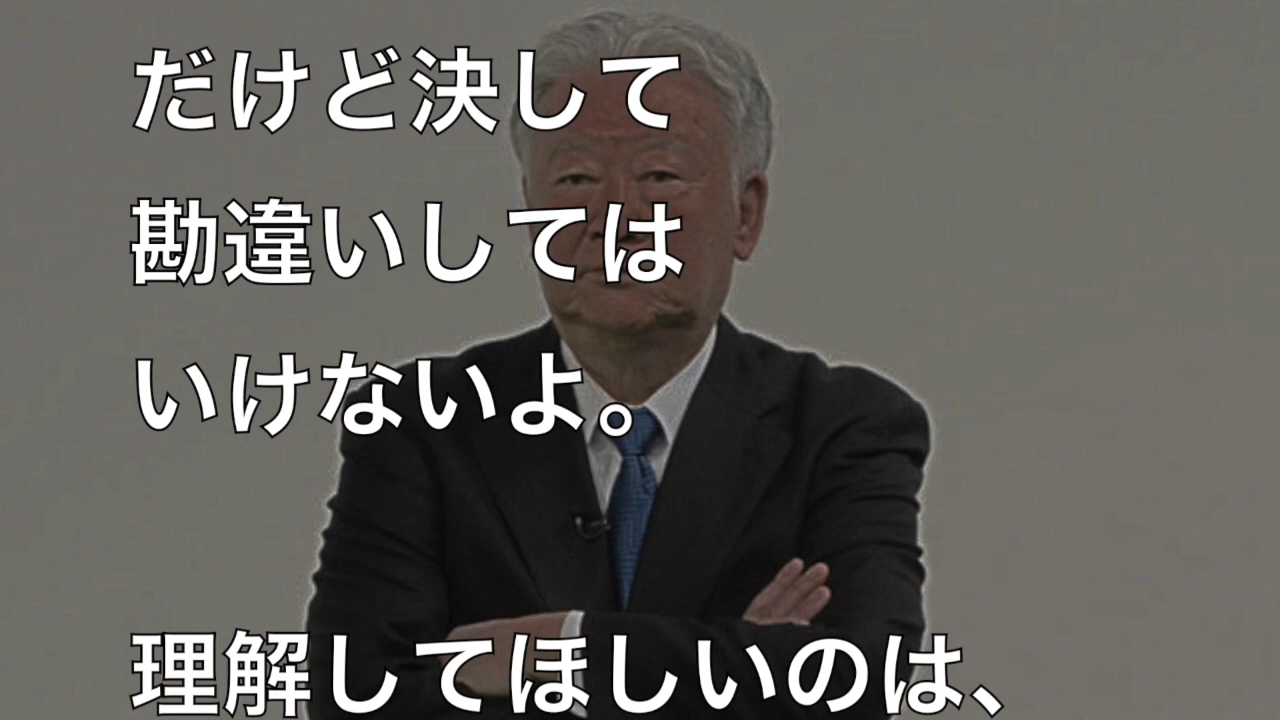 だけど決して
勘違いしては
いけないよ。
理解してほしいのは、